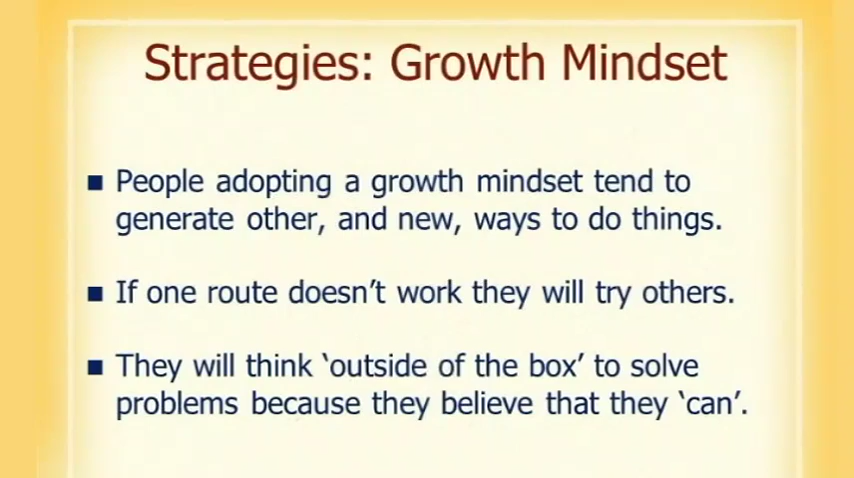 Strategies: Growth Mindset
■ People adopting a growth mindset tend to
generate other, and new, ways to do things.
■ If one route doesn’t work they will try others.
■ They will think ‘outside of the box’ to solve
problems because they believe that they ‘can’.